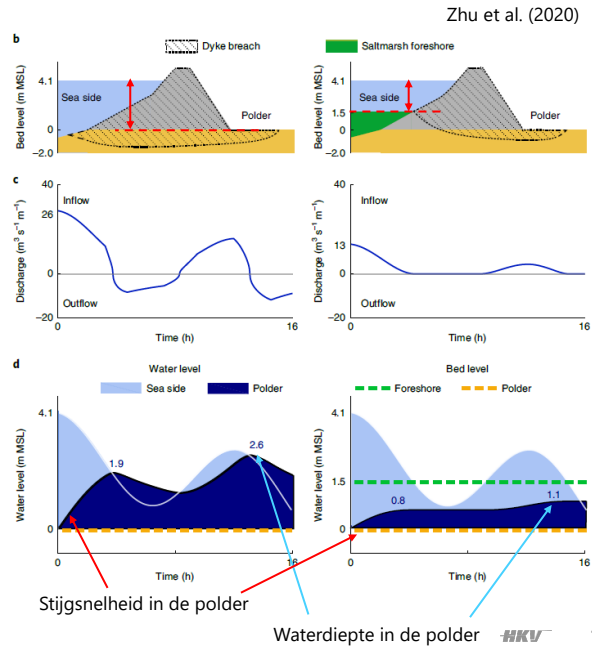 Zhu et al. (2020)
b
Dyke breach
Saltmarsh foreshore
Bed level (m MSL)
4.1
0
−2.0
Sea side
Polder
Bed level (m MSL)
4.1
1.5
0
−2.0
Sea side
Polder
c
Discharge (m³ s⁻¹ m⁻¹)
40
26
0
−20
Inflow
Outflow
0
16
Time (h)
Discharge (m³ s⁻¹ m⁻¹)
40
13
0
−20
Inflow
Outflow
0
16
Time (h)
d
Water level
Sea side
Polder
Bed level
Foreshore
Polder
Water level (m MSL)
4.1
0
1.9
2.6
0
16
Time (h)
Water level (m MSL)
4.1
1.5
0
0.8
1.1
0
16
Time (h)
Stijgsnelheid in de polder
Waterdiepte in de polder
HKV